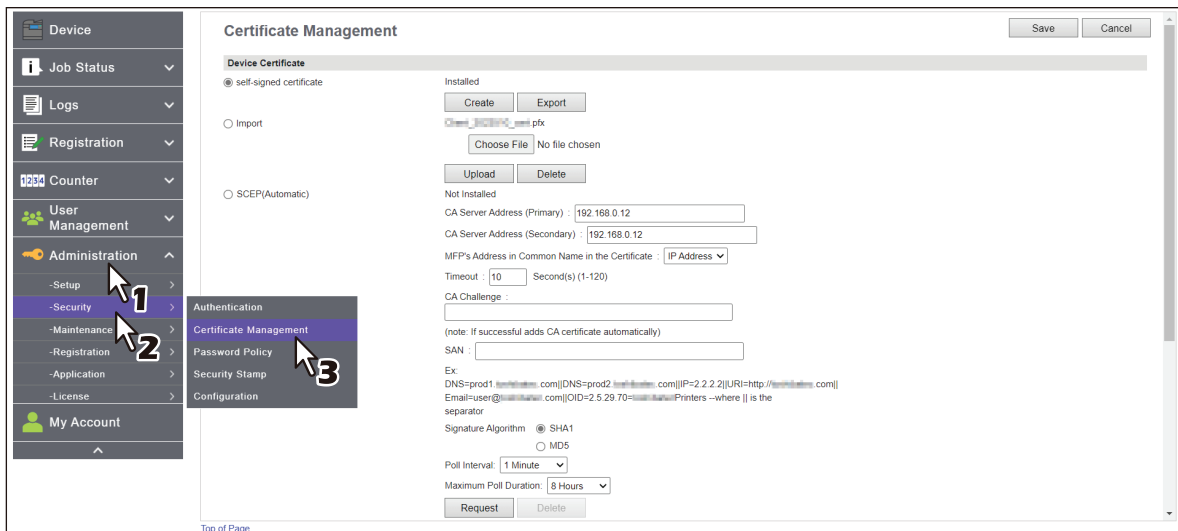 Device
Job Status
Logs
Registration
1234 Counter
User
Management
Administration
-Setup
1
-Security
-Maintenance
2
-Registration
-Application
-License
My Account
Authentication
Certificate Management
Password Policy
3
Security Stamp
Configuration
Certificate Management
Save Cancel
Device Certificate
self-signed certificate Installed
Create Export
Import .pfx
Choose File No file chosen
Upload Delete
SCEP(Automatic) Not Installed
CA Server Address (Primary) : 192.168.0.12
CA Server Address (Secondary) : 192.168.0.12
MFP's Address in Common Name in the Certificate : IP Address
Timeout : 10 Second(s) (1-120)
CA Challenge :
(note: If successful adds CA certificate automatically)
SAN :
Ex:
DNS=prod1. .com||DNS=prod2. .com||IP=2.2.2.2||URI=http:// .com||
Email=user@ .com||OID=2.5.29.70= Printers --where || is the
separator
Signature Algorithm SHA1
MD5
Poll Interval: 1 Minute
Maximum Poll Duration: 8 Hours
Request Delete
Top of Page